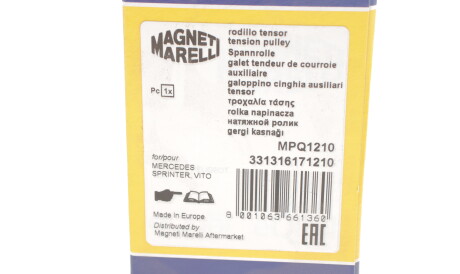 MAGNETI
MARELLI
rodillo tensor
tension pulley
Spannrolle
galet tendeur de courroie
auxiliaire
galoppino cinghia ausiliari
tensor
τροχαλία τάσης
rolka napinacza
натяжной ролик
gergi kasnağı
Pc 1x
MPQ1210
331316171210
for/pour
MERCEDES
SPRINTER, VITO
8 001063 661360
Made in Europe
Distributed by
Magneti Marelli Aftermarket
EAC